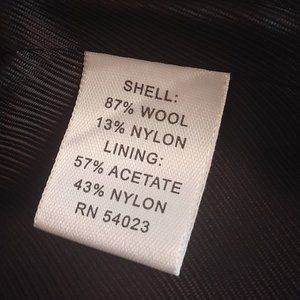 SHELL:
87% WOOL
13% NYLON
LINING:
57% ACETATE
43% NYLON
RN 54023